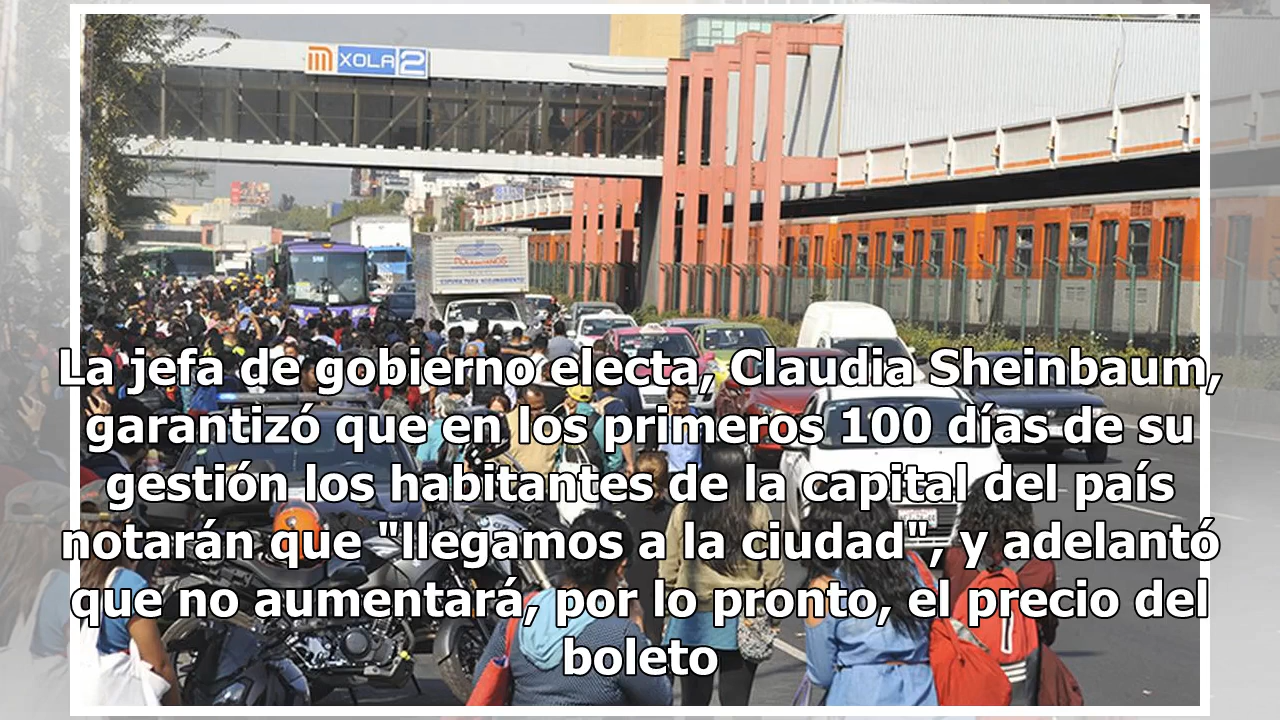 XOLA 2
La jefa de gobierno electa, Claudia Sheinbaum,
garantizó que en los primeros 100 días de su
gestión los habitantes de la capital del país
notarán que "llegamos a la ciudad", y adelantó
que no aumentará, por lo pronto, el precio del
boleto